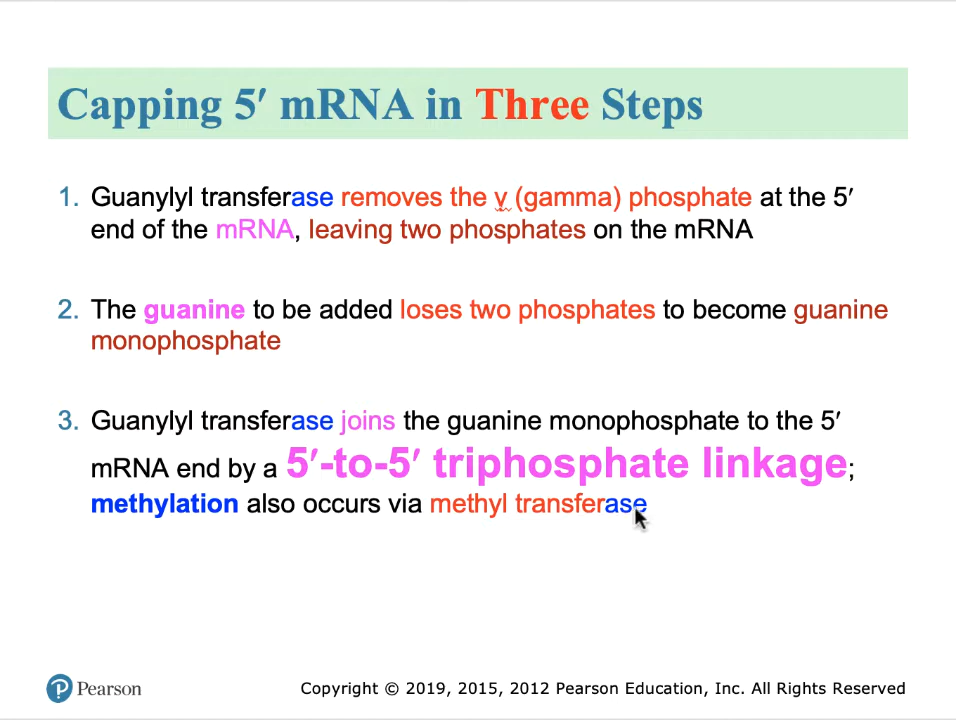 Capping 5′ mRNA in Three Steps
1. Guanylyl transferase removes the γ (gamma) phosphate at the 5′
end of the mRNA, leaving two phosphates on the mRNA
2. The guanine to be added loses two phosphates to become guanine
monophosphate
3. Guanylyl transferase joins the guanine monophosphate to the 5′
mRNA end by a 5′-to-5′ triphosphate linkage;
methylation also occurs via methyl transferase
Pearson
Copyright © 2019, 2015, 2012 Pearson Education, Inc. All Rights Reserved